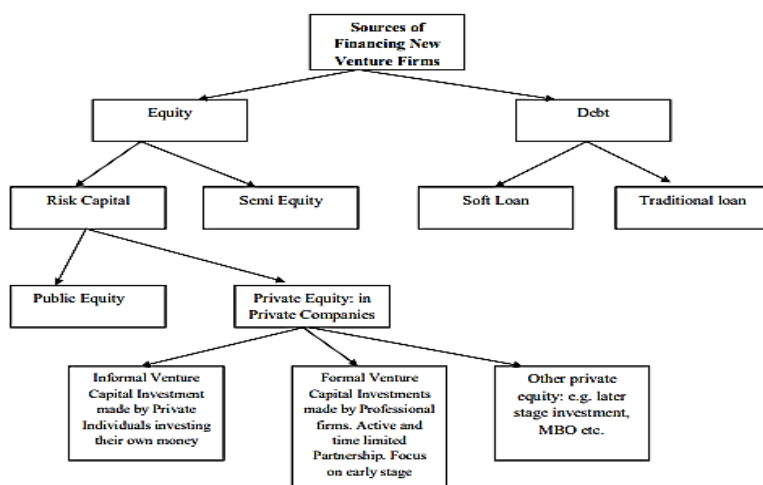 Sources of
Financing New
Venture Firms
Equity
Debt
Risk Capital
Semi Equity
Soft Loan
Traditional loan
Public Equity
Private Equity: in
Private Companies
Informal Venture
Capital Investment
made by Private
Individuals investing
their own money
Formal Venture
Capital Investments
made by Professional
firms. Active and
time limited
Partnership. Focus
on early stage
Other private
equity: e.g. later
stage investment,
MBO etc.